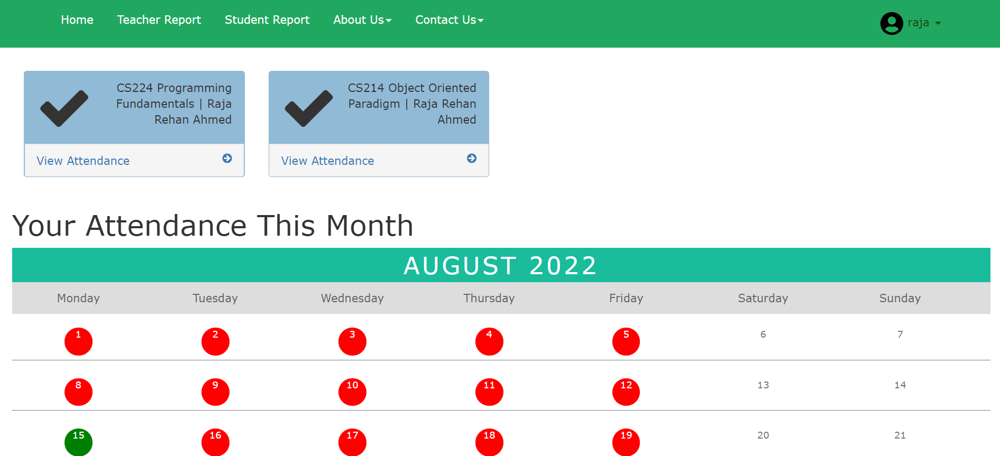 Home Teacher Report Student Report About Us Contact Us raja
CS224 Programming
Fundamentals | Raja
Rehan Ahmed
View Attendance
CS214 Object Oriented
Paradigm | Raja Rehan
Ahmed
View Attendance
Your Attendance This Month
AUGUST 2022
Monday Tuesday Wednesday Thursday Friday Saturday Sunday
1 2 3 4 5 6 7
8 9 10 11 12 13 14
15 16 17 18 19 20 21